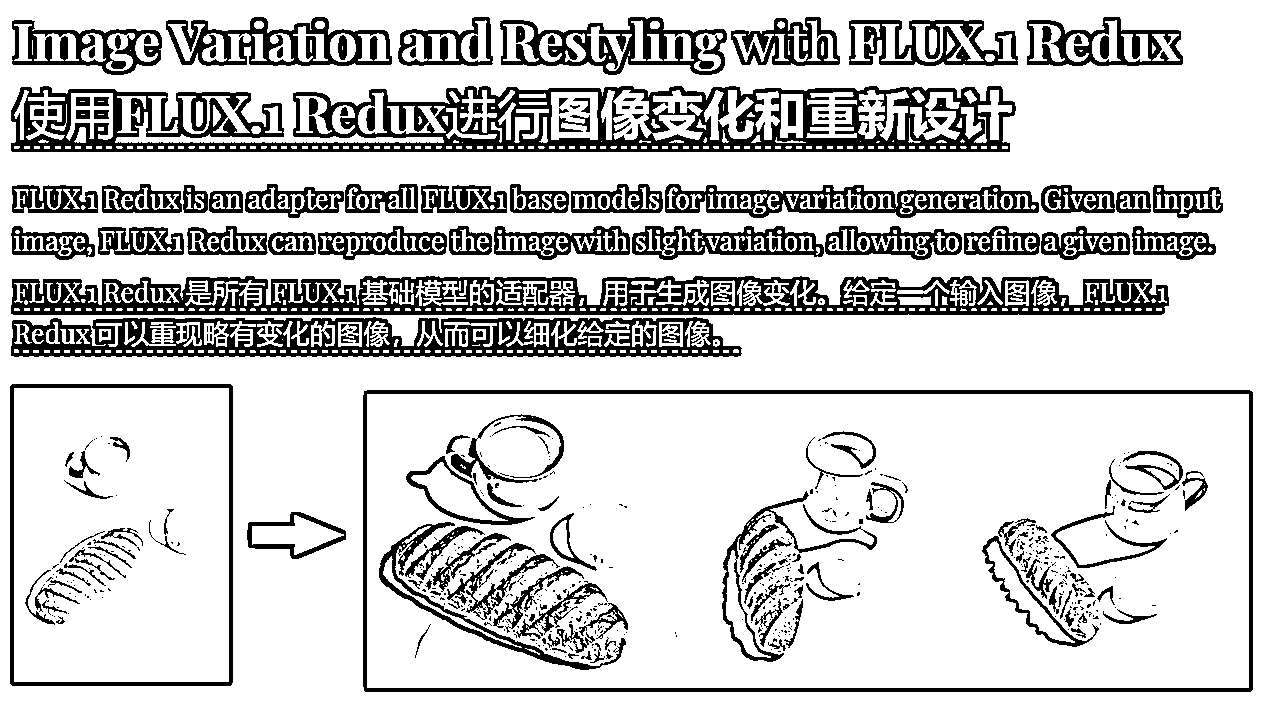 Image Variation and Restyling with FLUX.1 Redux
使用FLUX.1 Redux进行图像变化和重新设计
FLUX.1 Redux is an adapter for all FLUX.1 base models for image variation generation. Given an input
image, FLUX.1 Redux can reproduce the image with slight variation, allowing to refine a given image.
FLUX.1 Redux 是所有 FLUX.1 基础模型的适配器，用于生成图像变化。给定一个输入图像，FLUX.1
Redux 可以重现略有变化的图像，从而可以细化给定的图像。